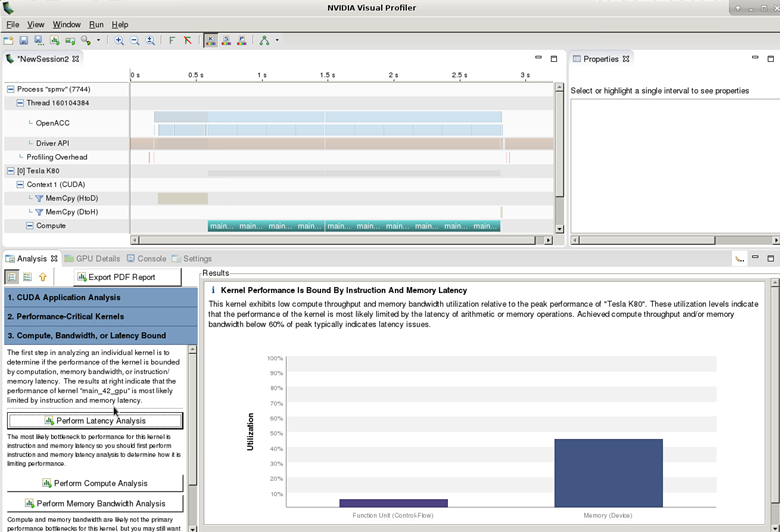 NVIDIA Visual Profiler
File View Window Run Help
*NewSession2
Properties
0 s 0.5 s 1 s 1.5 s 2 s 2.5 s 3 s
Process "spmv" (7744)
Select or highlight a single interval to see properties
Thread 160104384
OpenACC
Driver API
Profiling Overhead
[0] Tesla K80
Context 1 (CUDA)
MemCpy (HtoD)
MemCpy (DtoH)
Compute
main... main... main... main... main... main... main... main... main... main...
Analysis GPU Details Console Settings
Export PDF Report
Results
1. CUDA Application Analysis
2. Performance-Critical Kernels
3. Compute, Bandwidth, or Latency Bound
The first step in analyzing an individual kernel is to
determine if the performance of the kernel is bounded
by computation, memory bandwidth, or instruction/
memory latency. The results at right indicate that the
performance of kernel "main_42_gpu" is most likely
limited by instruction and memory latency.
Perform Latency Analysis
The most likely bottleneck to performance for this kernel is
instruction and memory latency so you should first perform
instruction and memory latency analysis to determine how it is
limiting performance.
Perform Compute Analysis
Perform Memory Bandwidth Analysis
Compute and memory bandwidth are likely not the primary
performance bottlenecks for this kernel, but you may still want
i Kernel Performance Is Bound By Instruction And Memory Latency
This kernel exhibits low compute throughput and memory bandwidth utilization relative to the peak performance of "Tesla K80". These utilization levels indicate
that the performance of the kernel is most likely limited by the latency of arithmetic or memory operations. Achieved compute throughput and/or memory
bandwidth below 60% of peak typically indicates latency issues.
100%
90%
80%
70%
60%
50%
40%
30%
20%
10%
Utilization
Function Unit (Control-Flow)
Memory (Device)